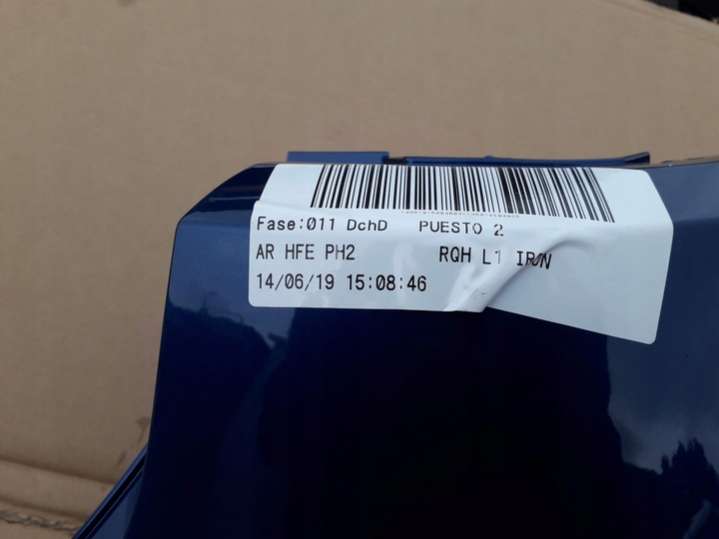 Fase:011 DchD PUESTO 2
AR HFE PH2 RQH L1 IRON
14/06/19 15:08:46